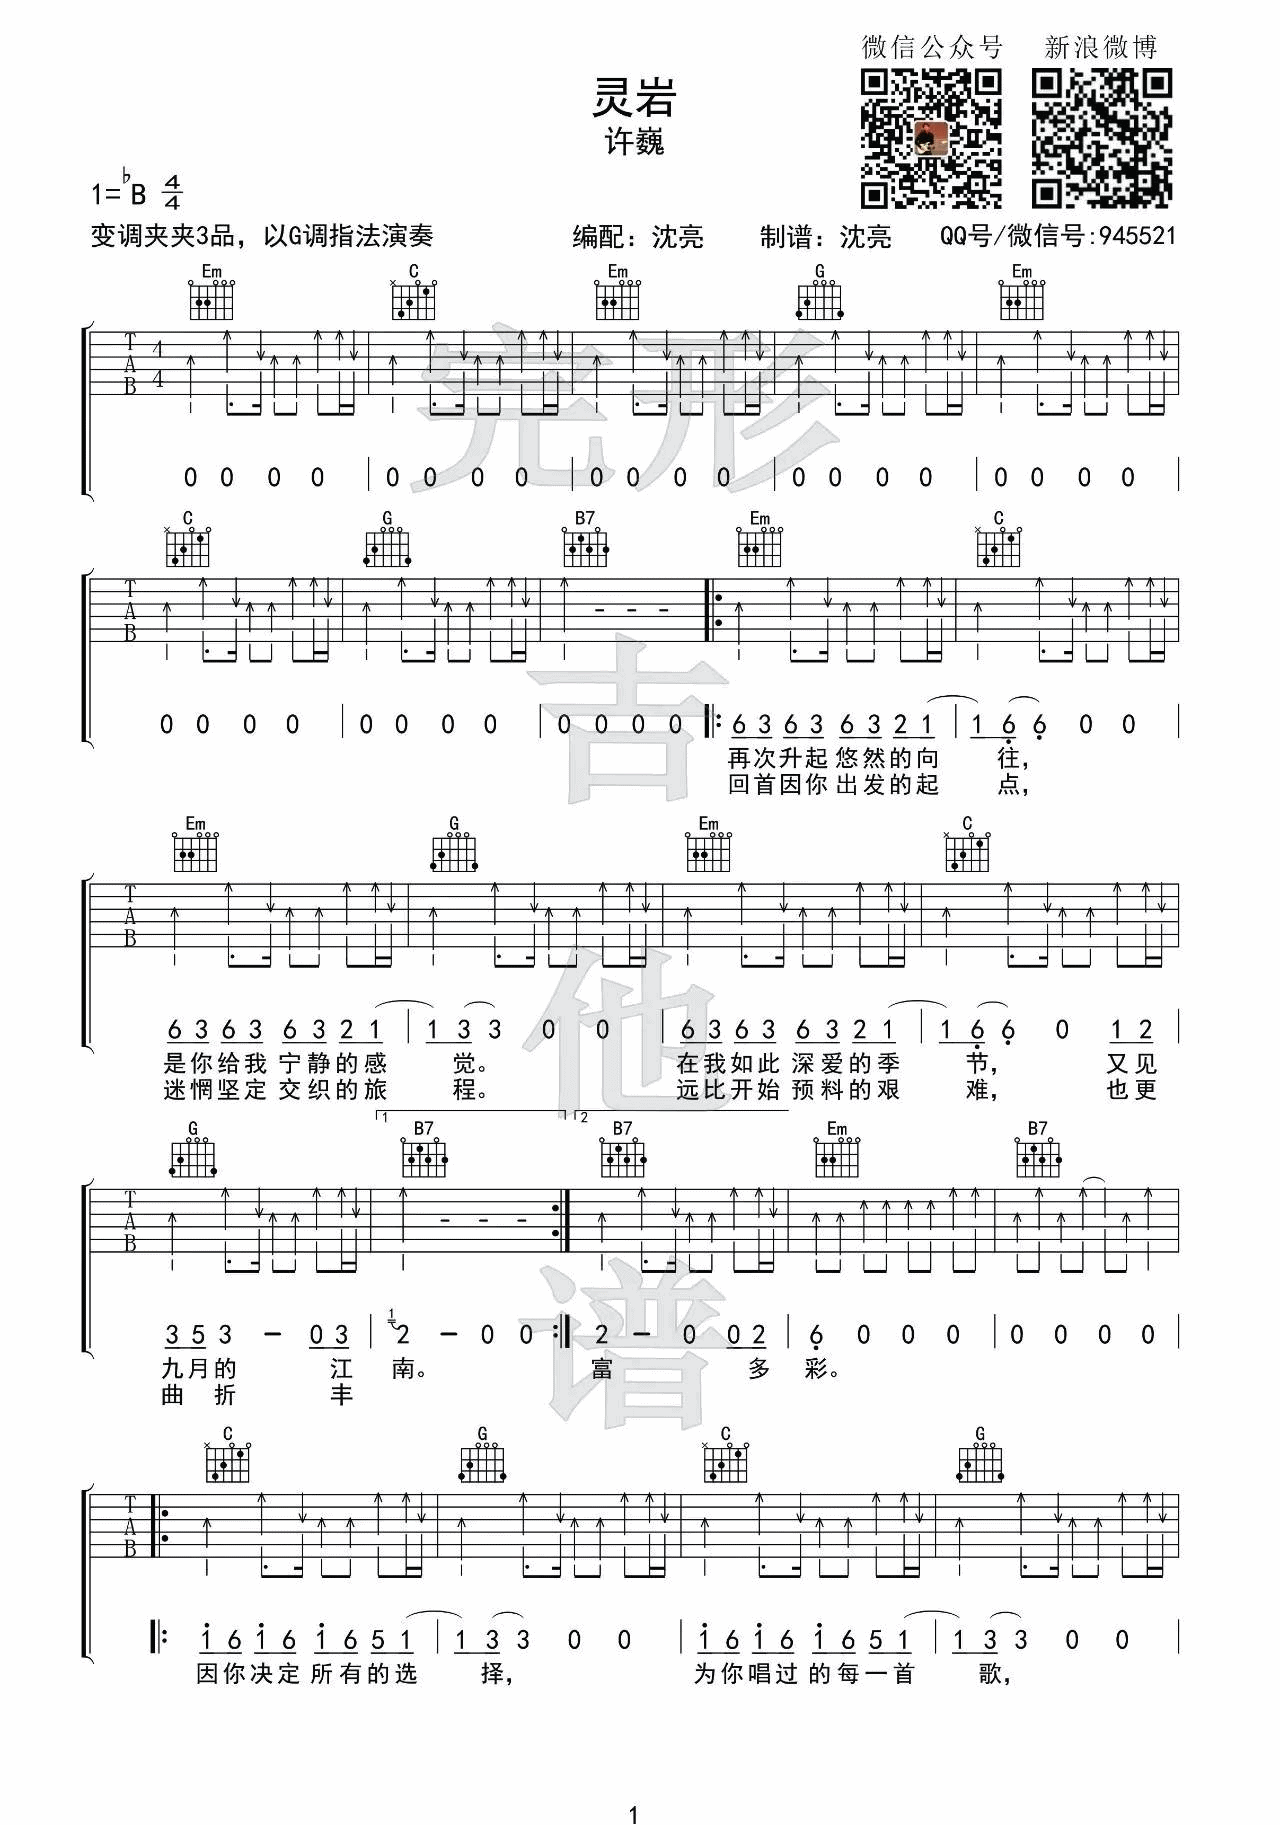 微信公众号 新浪微博
灵岩
许巍
1=♭B 4/4
变调夹夹3品，以G调指法演奏 编配：沈亮 制谱：沈亮 QQ号/微信号:945521
Em C Em G Em
T A B 4/4
0 0 0 0 | 0 0 0 0 | 0 0 0 0 | 0 0 0 0 | 0 0 0 0 |
C G B7 Em C
T A B - - -
0 0 0 0 | 0 0 0 0 | 0 0 0 0 |: 6 3 6 3 6 3 2 1 | 1 6 6 0 0
再次升起 悠然的向 往，
回首因你 出发的起 点，
Em G Em C
T A B
6 3 6 3 6 3 2 1 | 1 3 3 0 0 | 6 3 6 3 6 3 2 1 | 1 6 6 0 1 2 |
是你给我 宁静的感 觉。 在我如此 深爱的季 节， 又见
迷惘坚定 交织的旅 程。 远比开始 预料的艰 难， 也更
1 2
G B7 B7 Em B7
T A B - - -
3 5 3 - 0 3 | 1 2 - 0 0 :| 2 - 0 0 2 | 6 0 0 0 | 0 0 0 0 |
九月的 江 南。 富 多 彩。
曲 折 丰
C G C G
T A B
|: 1 6 1 6 1 6 5 1 | 1 3 3 0 0 | 1 6 1 6 1 6 5 1 | 1 3 3 0 0 |
因你决定 所有的选 择， 为你唱过 的每一首 歌，
1
完形吉他谱